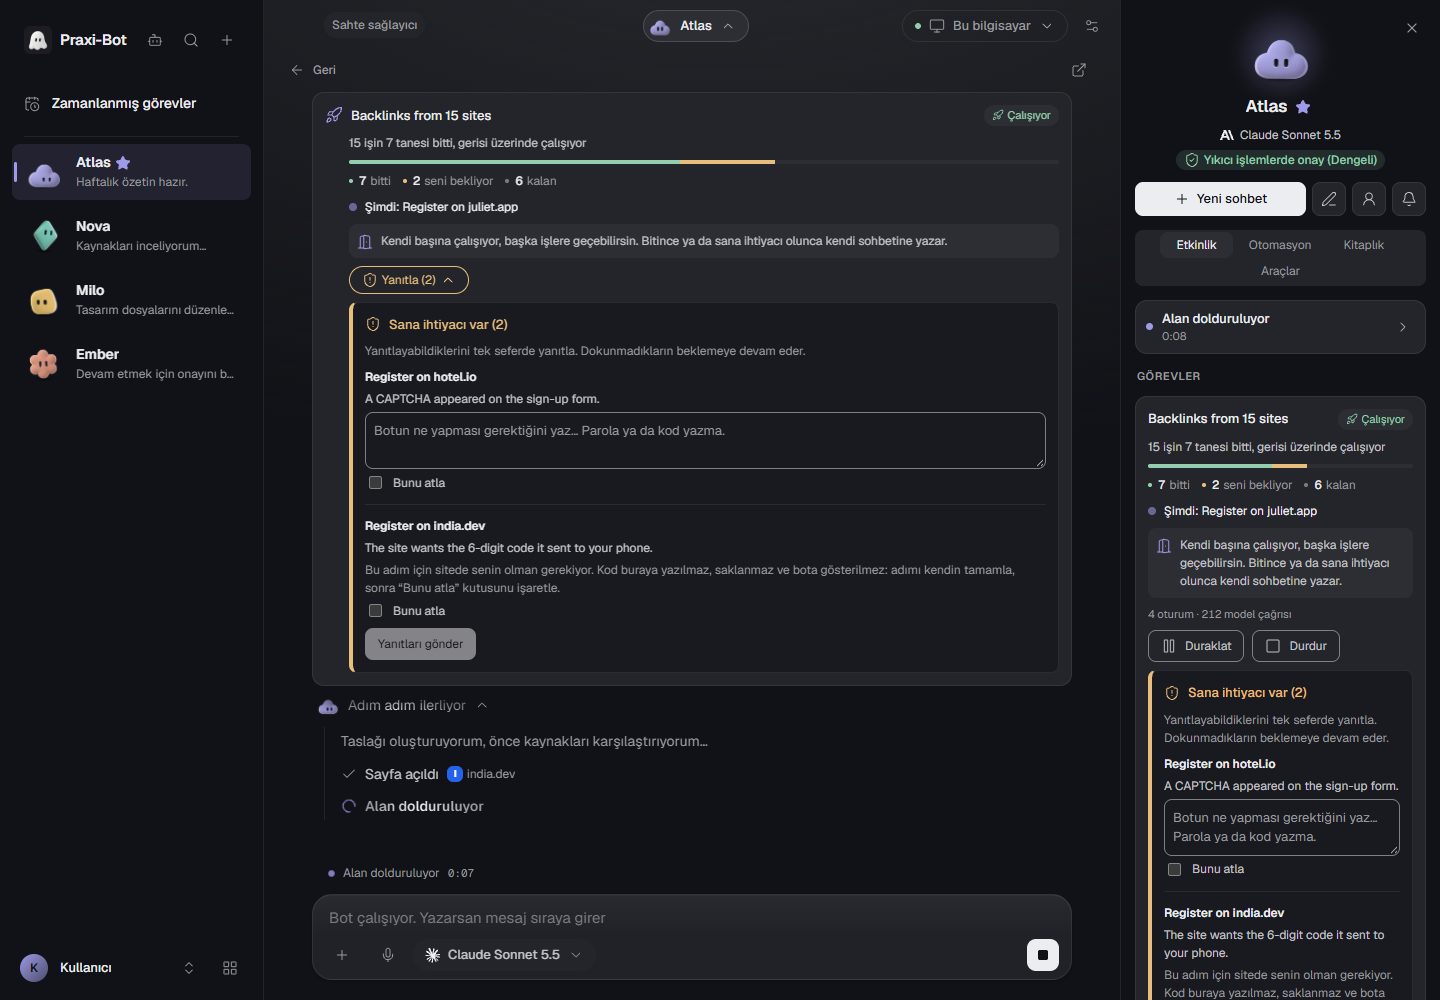 Praxi-Bot
Zamanlanmış görevler
Atlas
Haftalık özetin hazır.
Nova
Kaynakları inceliyorum...
Milo
Tasarım dosyalarını düzenle...
Ember
Devam etmek için onayını b...
K
Kullanıcı
Sahte sağlayıcı
Atlas
Bu bilgisayar
Geri
Backlinks from 15 sites
Çalışıyor
15 işin 7 tanesi bitti, gerisi üzerinde çalışıyor
7 bitti
2 seni bekliyor
6 kalan
Şimdi: Register on juliet.app
Kendi başına çalışıyor, başka işlere geçebilirsin. Bitince ya da sana ihtiyacı olunca kendi sohbetine yazar.
Yanıtla (2)
Sana ihtiyacı var (2)
Yanıtlayabildiklerini tek seferde yanıtla. Dokunmadıkların beklemeye devam eder.
Register on hotel.io
A CAPTCHA appeared on the sign-up form.
Botun ne yapması gerektiğini yaz... Parola ya da kod yazma.
Bunu atla
Register on india.dev
The site wants the 6-digit code it sent to your phone.
Bu adım için sitede senin olman gerekiyor. Kod buraya yazılmaz, saklanmaz ve bota gösterilmez: adımı kendin tamamla,
sonra “Bunu atla” kutusunu işaretle.
Bunu atla
Yanıtları gönder
Adım adım ilerliyor
Taslağı oluşturuyorum, önce kaynakları karşılaştırıyorum...
Sayfa açıldı
I
india.dev
Alan dolduruluyor
Alan dolduruluyor 0:07
Bot çalışıyor. Yazarsan mesaj sıraya girer
Claude Sonnet 5.5
Atlas
Claude Sonnet 5.5
Yıkıcı işlemlerde onay (Dengeli)
Yeni sohbet
Etkinlik
Otomasyon
Kitaplık
Araçlar
Alan dolduruluyor
0:08
GÖREVLER
Backlinks from 15 sites
Çalışıyor
15 işin 7 tanesi bitti, gerisi üzerinde çalışıyor
7 bitti
2 seni bekliyor
6 kalan
Şimdi: Register on juliet.app
Kendi başına çalışıyor, başka işlere
geçebilirsin. Bitince ya da sana ihtiyacı
olunca kendi sohbetine yazar.
4 oturum · 212 model çağrısı
Duraklat
Durdur
Sana ihtiyacı var (2)
Yanıtlayabildiklerini tek seferde yanıtla.
Dokunmadıkların beklemeye devam eder.
Register on hotel.io
A CAPTCHA appeared on the sign-up form.
Botun ne yapması gerektiğini yaz...
Parola ya da kod yazma.
Bunu atla
Register on india.dev
The site wants the 6-digit code it sent to
your phone.
Bu adım için sitede senin olman gerekiyor.
Kod buraya yazılmaz, saklanmaz ve bota